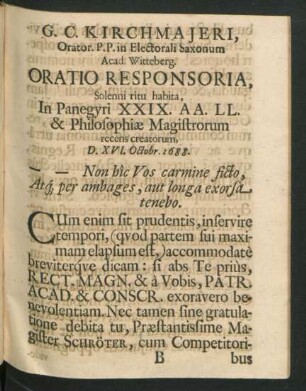 G. C. KIRCHMAJERI,
Orator. P.P. in Electorali Saxonum
Acad. Witteberg.
ORATIO RESPONSORIA,
Solenni ritu habita,
In Panegyri XXIX. AA. LL.
& Philosophiæ Magistrorum
recens creatorum,
D. XVI. Octobr. 1688.
— — Non hîc Vos carmine ficto,
Atq; per ambages, aut longa exorsa
tenebo.
CUm enim sit prudentis, inservire
tempori, (qvod partem sui maxi-
mam elapsum est,) accommodatè
breviterqve dicam: si abs Te priùs,
RECT. MAGN. & à Vobis, PATR.
ACAD. & CONSCR. exoravero be-
nevolentiam. Nec tamen sine gratula-
tione debita tu, Præstantissime Ma-
gister SCHRÖTER, cum Competitori-
B bus